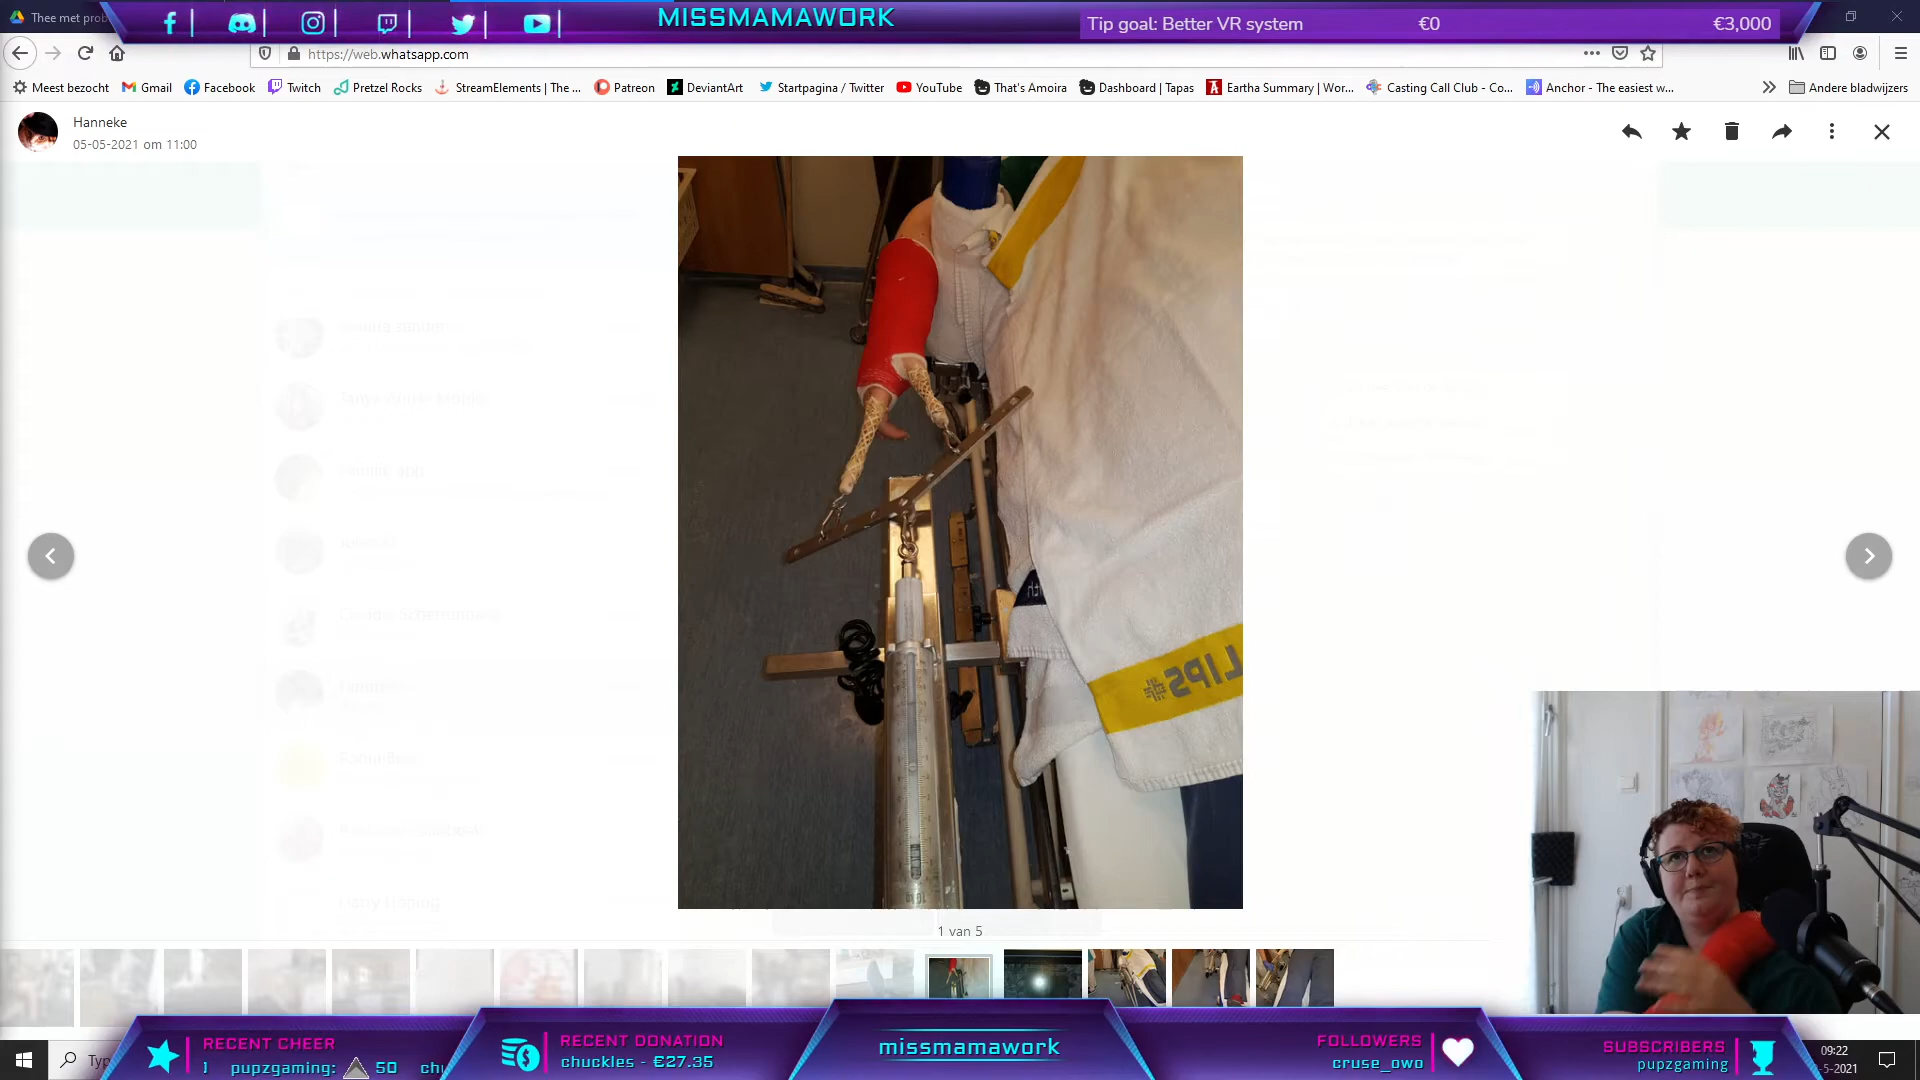 Thee met prob
MISSMAMAWORK
Tip goal: Better VR system €0 €3,000
https://web.whatsapp.com
Meest bezocht Gmail Facebook Twitch Pretzel Rocks StreamElements | The ... Patreon DeviantArt Startpagina / Twitter YouTube That's Amoira Dashboard | Tapas Eartha Summary | Wor... Casting Call Club - Co... Anchor - The easiest w... Andere bladwijzers
Hanneke
05-05-2021 om 11:00
LIPS#
1 van 5
RECENT CHEER
pupzgaming: 50
RECENT DONATION
chuckles - €27.35
missmamawork
FOLLOWERS
cruse_owo
SUBSCRIBERS
pupzgaming
09:22
-5-2021
Typ